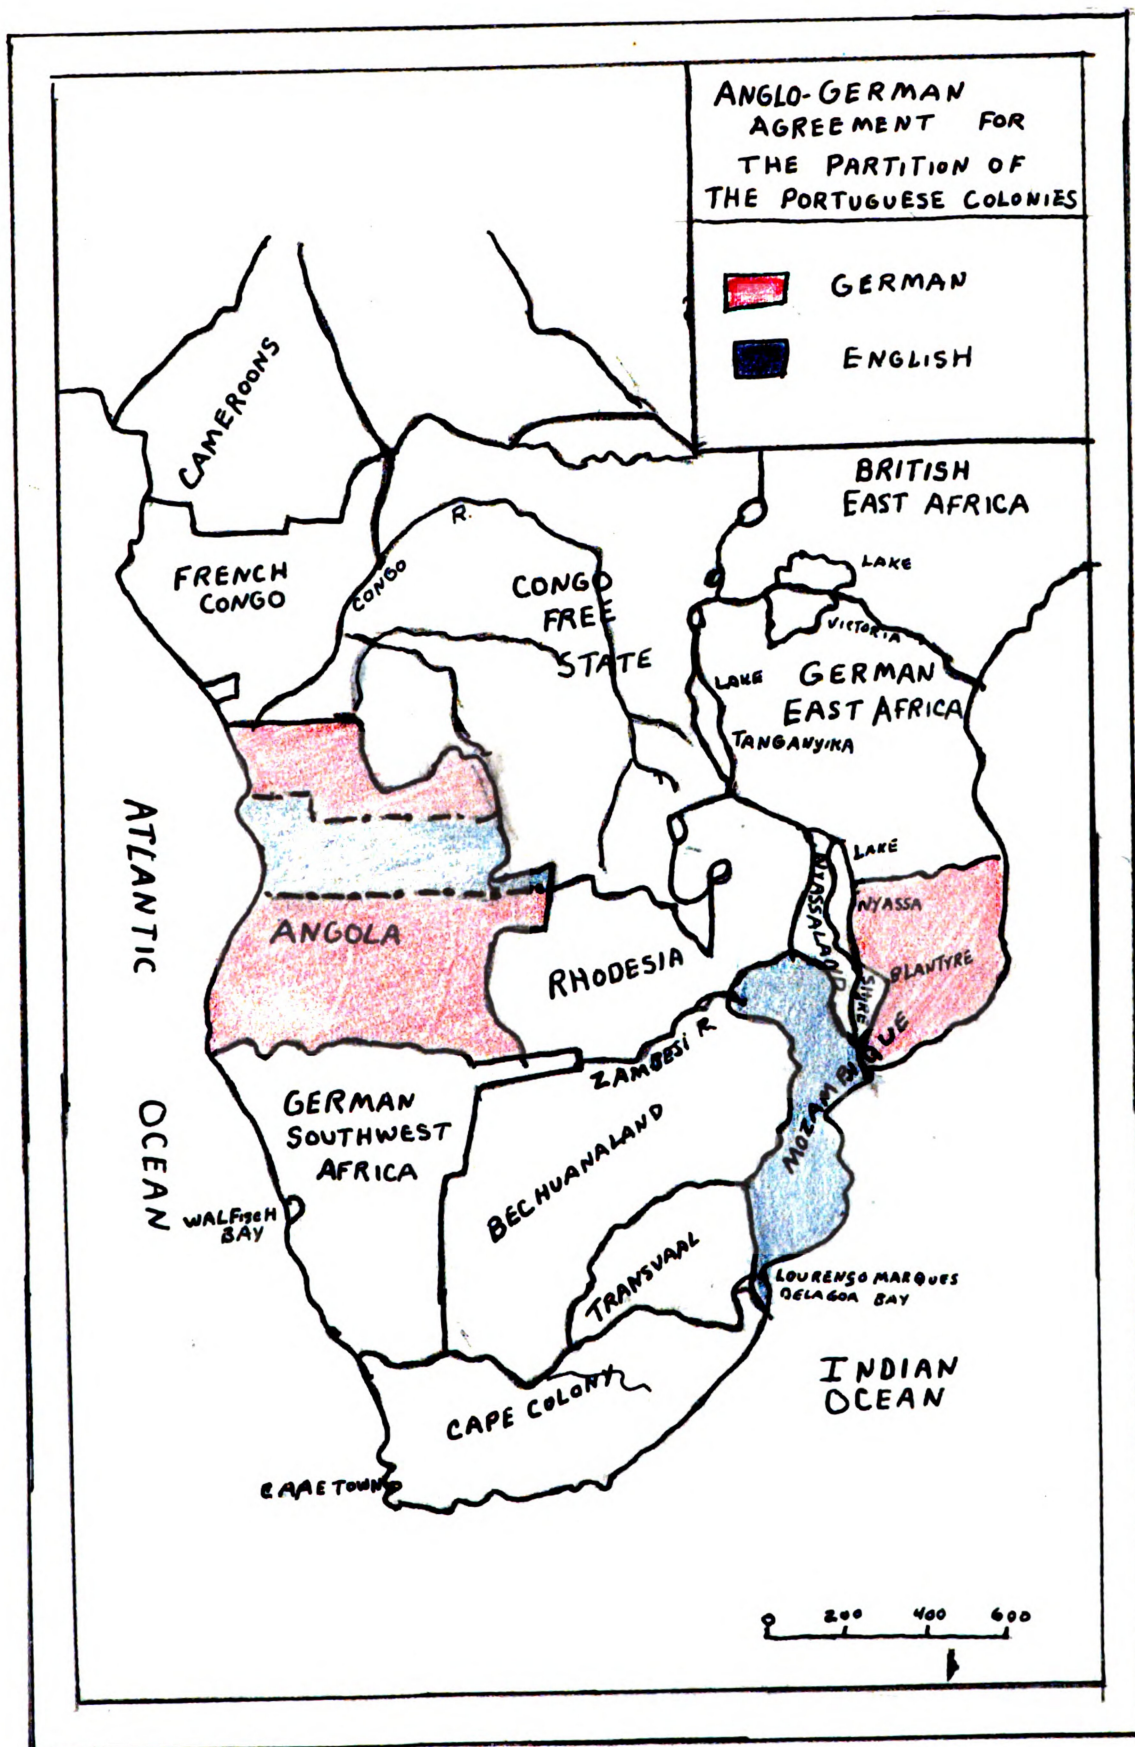 ANGLO-GERMAN
AGREEMENT FOR
THE PARTITION OF
THE PORTUGUESE COLONIES
GERMAN
ENGLISH
CAMEROONS
BRITISH
EAST AFRICA
R.
CONGO
FRENCH
CONGO
CONGO
FREE
STATE
LAKE
VICTORIA
LAKE
TANGANYIKA
GERMAN
EAST AFRICA
ATLANTIC
OCEAN
LAKE
NYASSA
NYASSALAND
BLANTYRE
SHIRE
ANGOLA
RHODESIA
ZAMBESI R.
MOZAMBIQUE
GERMAN
SOUTHWEST
AFRICA
BECHUANALAND
WALFISCH
BAY
TRANSVAAL
LOURENSO MARQUES
DELAGOA BAY
INDIAN
OCEAN
CAPE COLONY
CAPETOWN
0 200 400 600